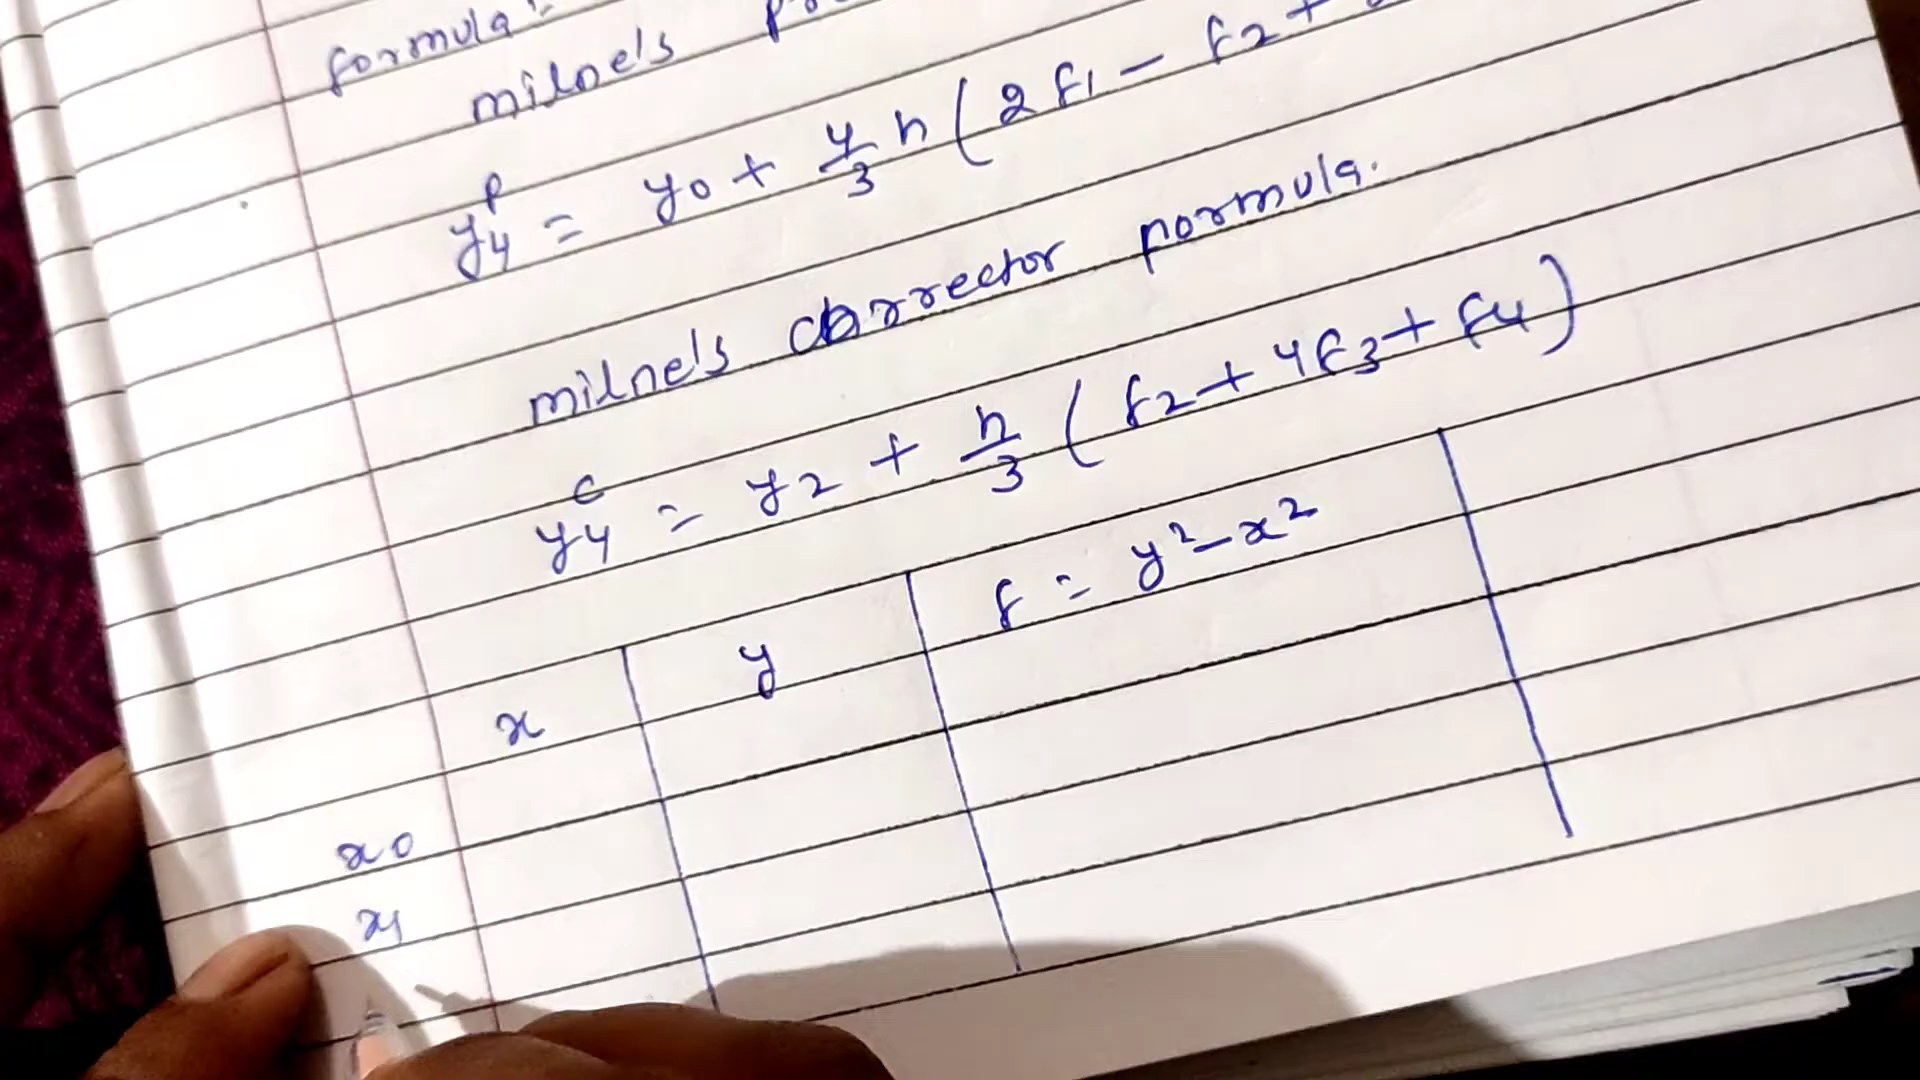 formula:-
milne's
y4^p = y0 + 4/3 h ( 2f1 - f2 +
milne's corrector formula.
y4^c = y2 + h/3 ( f2 + 4f3 + f4 )
x y f = y² - x²
x0
x1